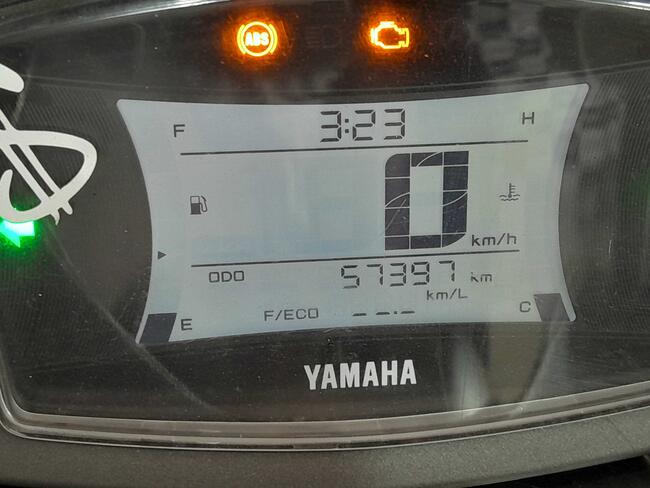 ABS
F 3:23 H
0 km/h
ODO 57397 km
km/L
E F/ECO --.- C
YAMAHA